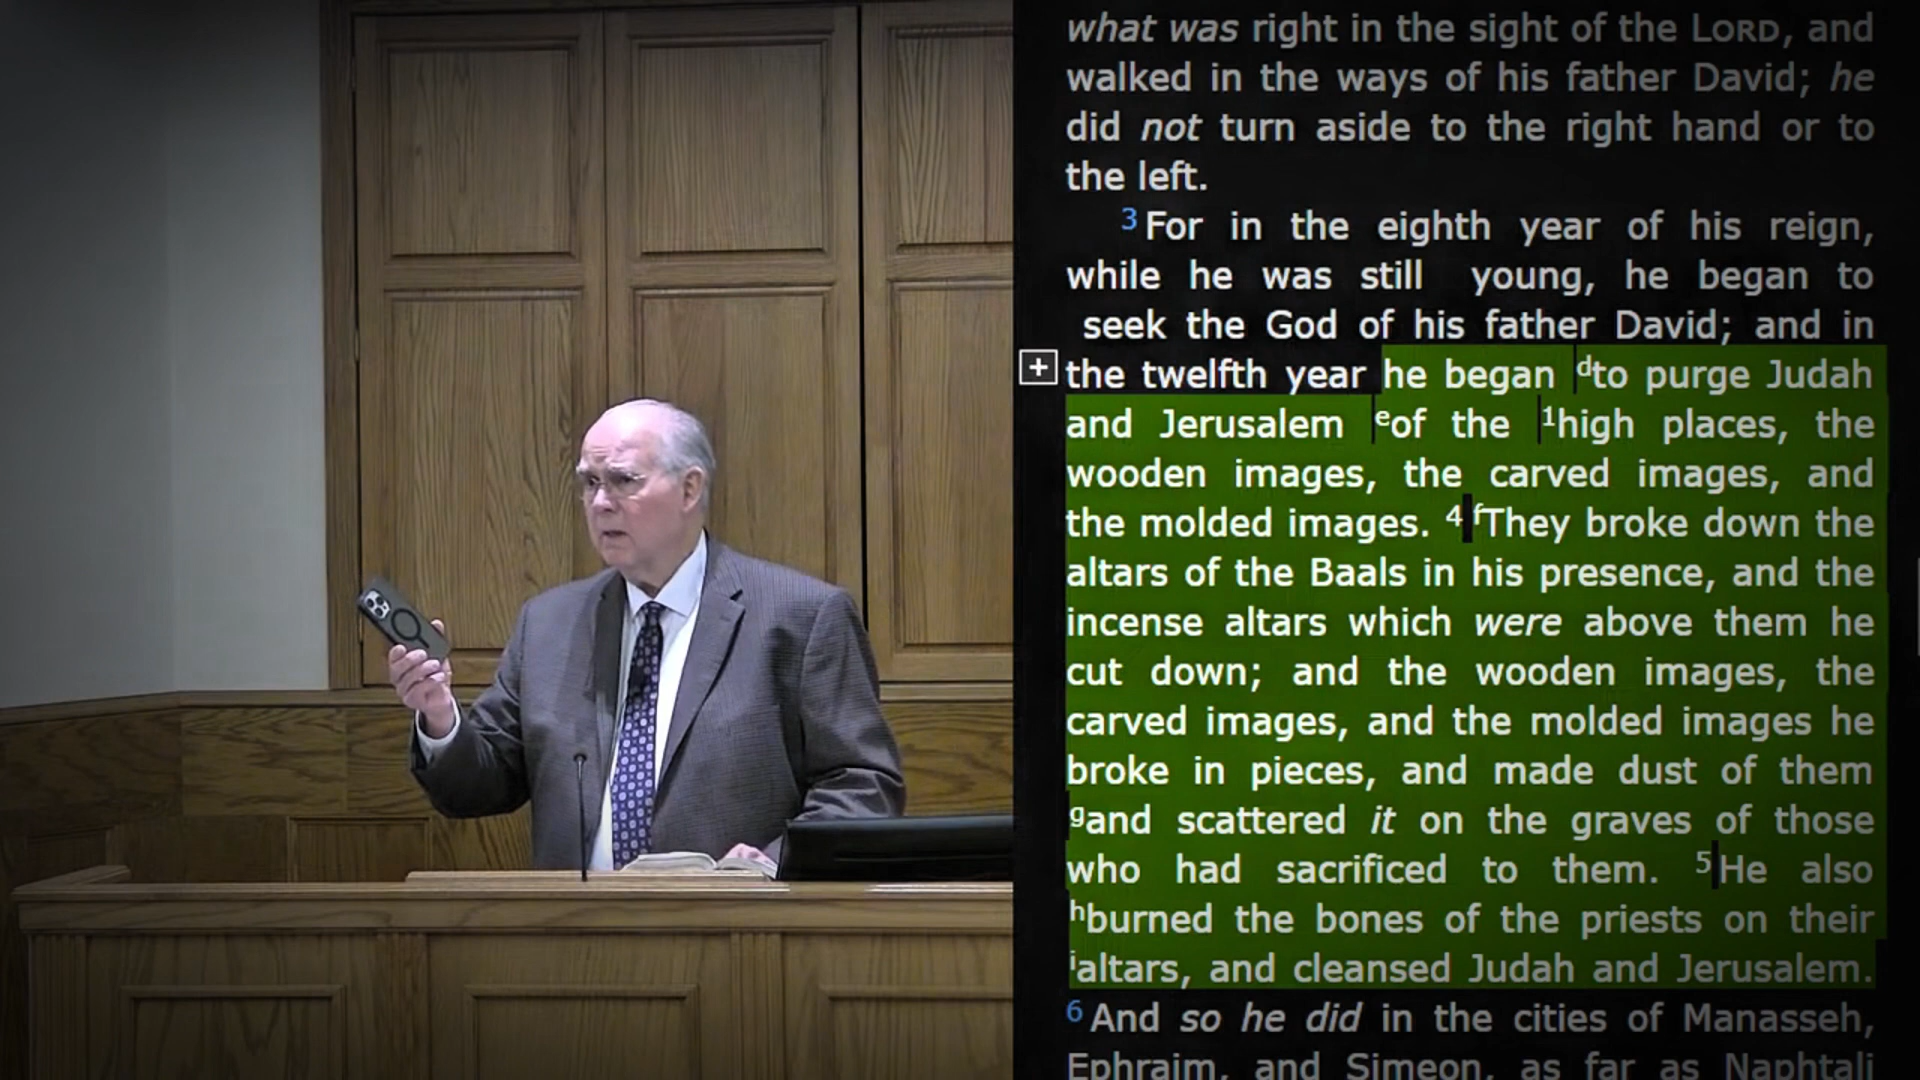 what was right in the sight of the LORD, and
walked in the ways of his father David; he
did not turn aside to the right hand or to
the left.
3 For in the eighth year of his reign,
while he was still young, he began to
seek the God of his father David; and in
the twelfth year he began dto purge Judah
and Jerusalem eof the 1high places, the
wooden images, the carved images, and
the molded images. 4 fThey broke down the
altars of the Baals in his presence, and the
incense altars which were above them he
cut down; and the wooden images, the
carved images, and the molded images he
broke in pieces, and made dust of them
gand scattered it on the graves of those
who had sacrificed to them. 5 He also
hburned the bones of the priests on their
ialtars, and cleansed Judah and Jerusalem.
6 And so he did in the cities of Manasseh,
Ephraim, and Simeon, as far as Naphtali